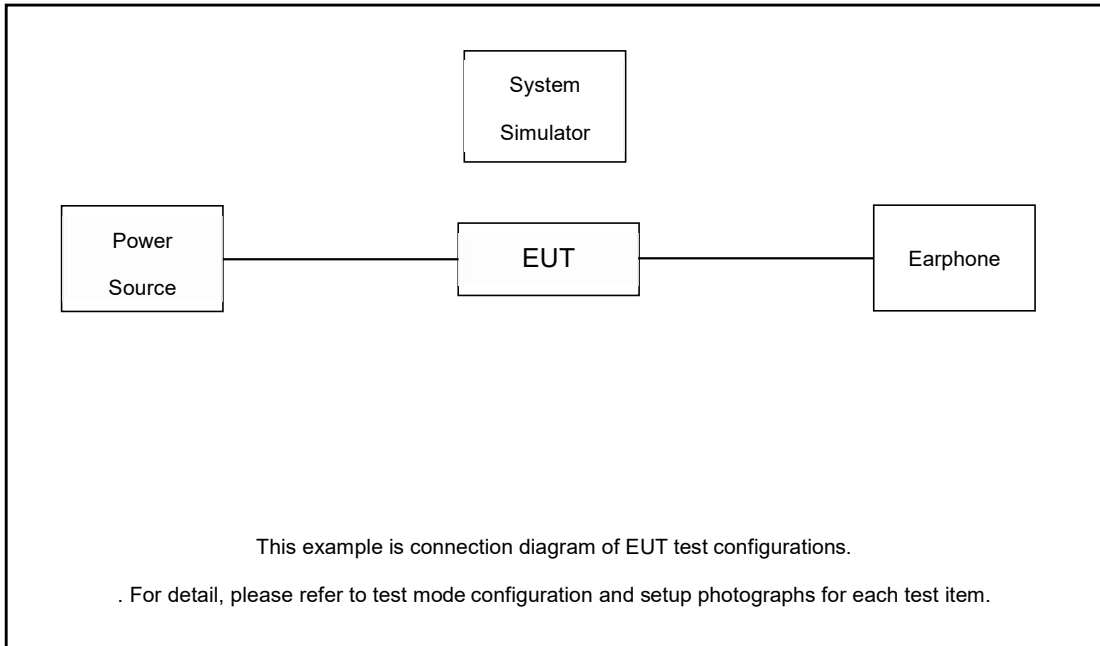 System
Simulator
Power
Source
EUT
Earphone
This example is connection diagram of EUT test configurations.
. For detail, please refer to test mode configuration and setup photographs for each test item.